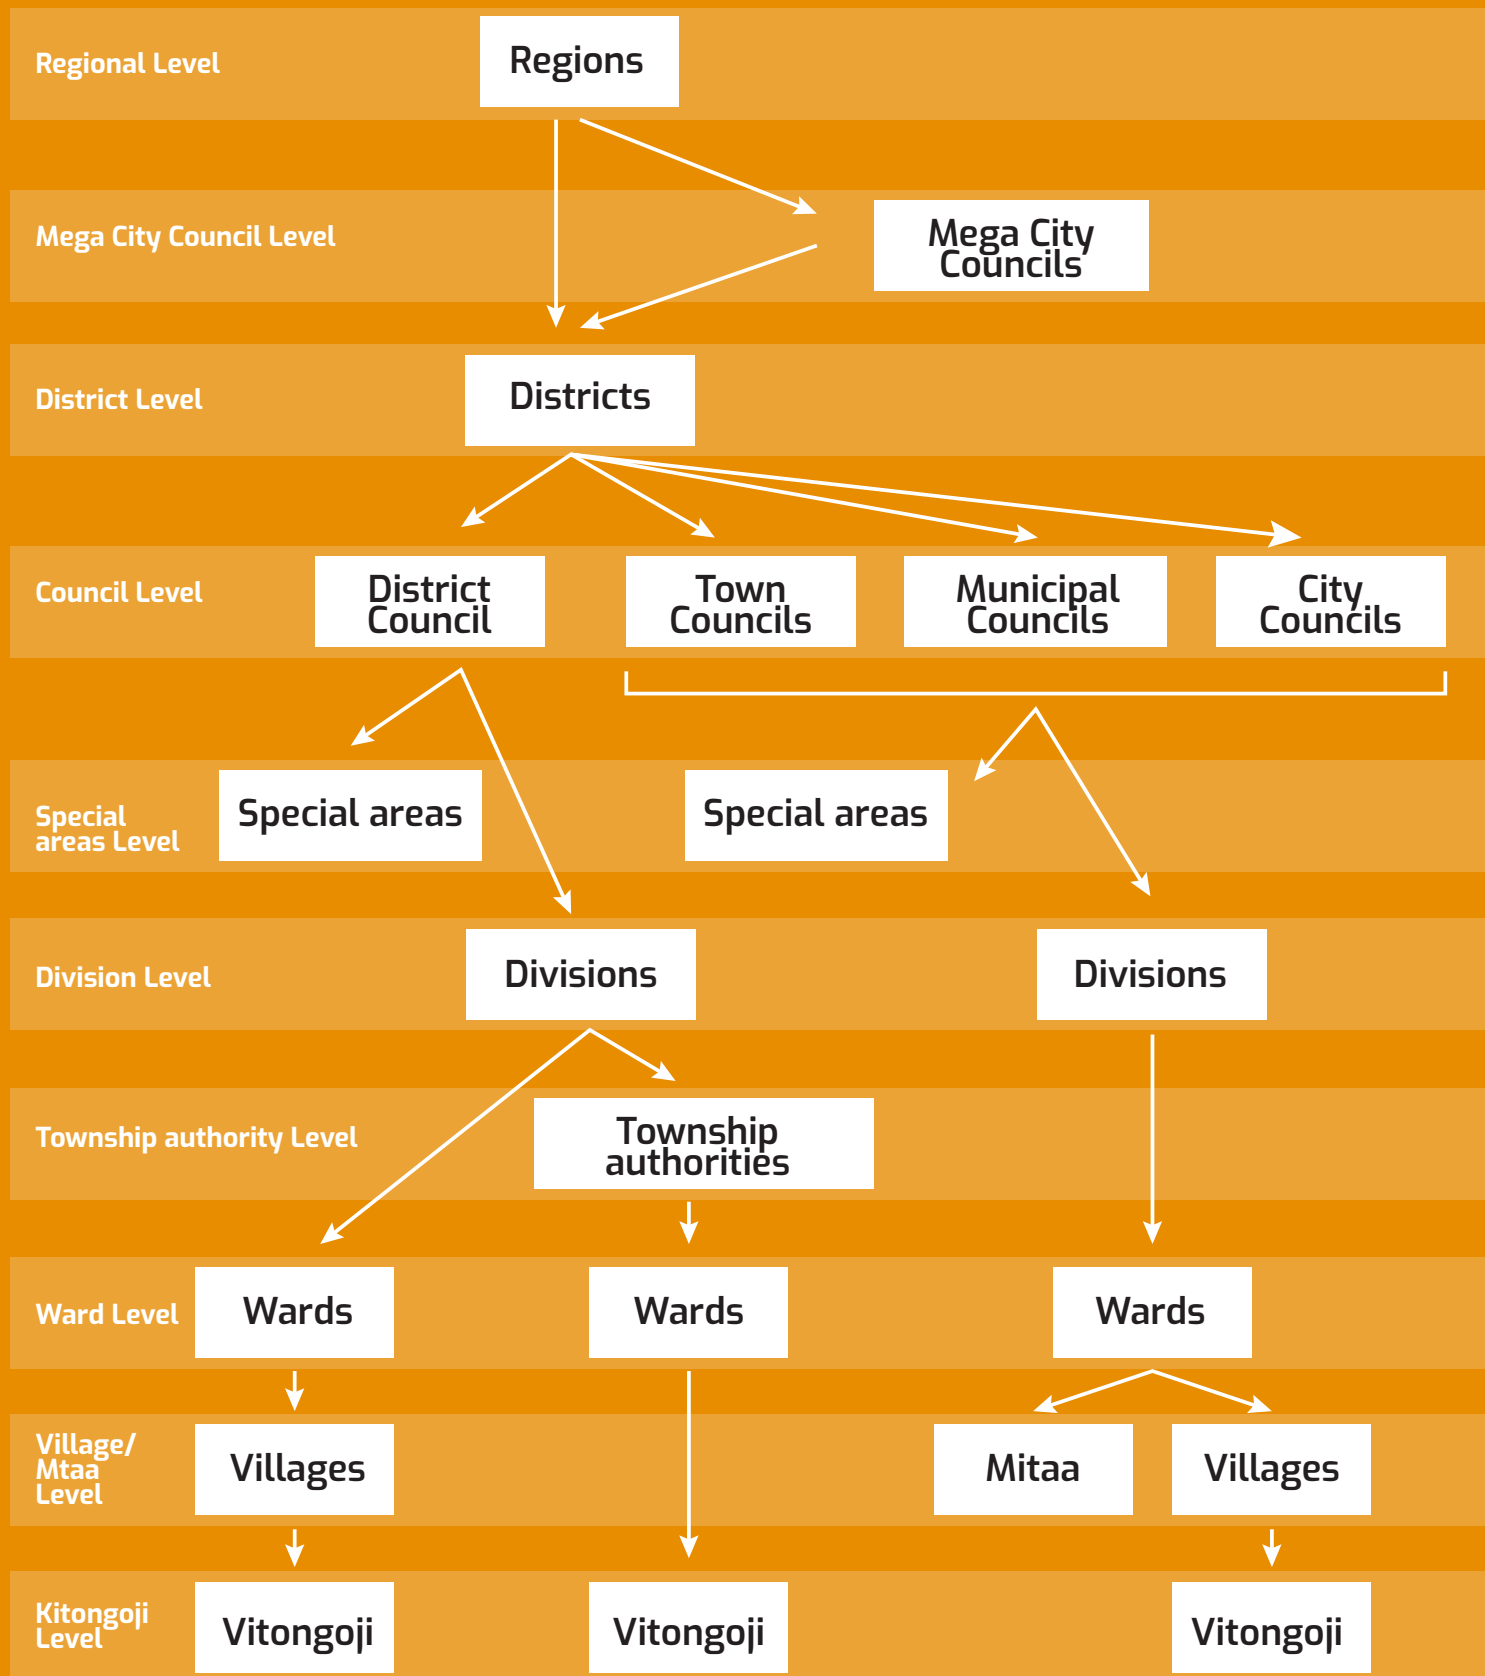 Regional Level
Regions
Mega City Council Level
Mega City
Councils
District Level
Districts
Council Level
District
Council
Town
Councils
Municipal
Councils
City
Councils
Special
areas Level
Special areas
Special areas
Division Level
Divisions
Divisions
Township authority Level
Township
authorities
Ward Level
Wards
Wards
Wards
Village/
Mtaa
Level
Villages
Mitaa
Villages
Kitongoji
Level
Vitongoji
Vitongoji
Vitongoji